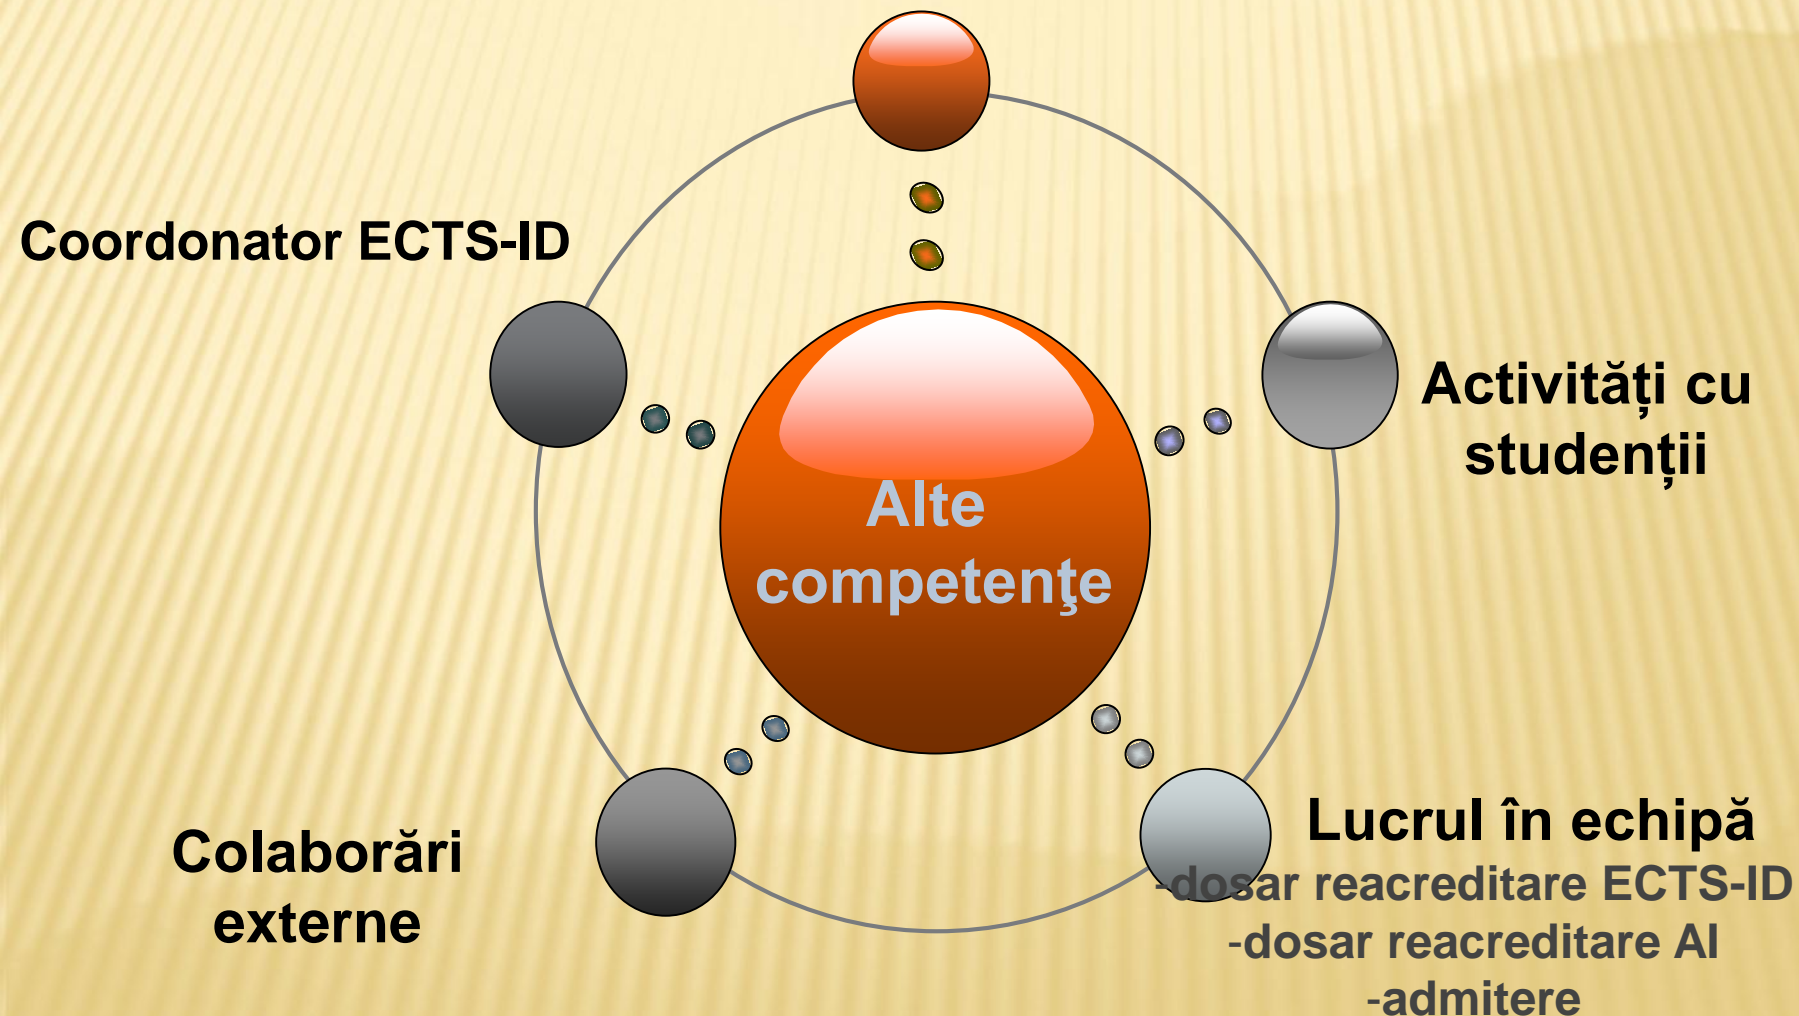 Coordonator ECTS-ID
Activități cu
studenții
Alte
competenţe
Colaborări
externe
Lucrul în echipă
-dosar reacreditare ECTS-ID
-dosar reacreditare AI
-admitere